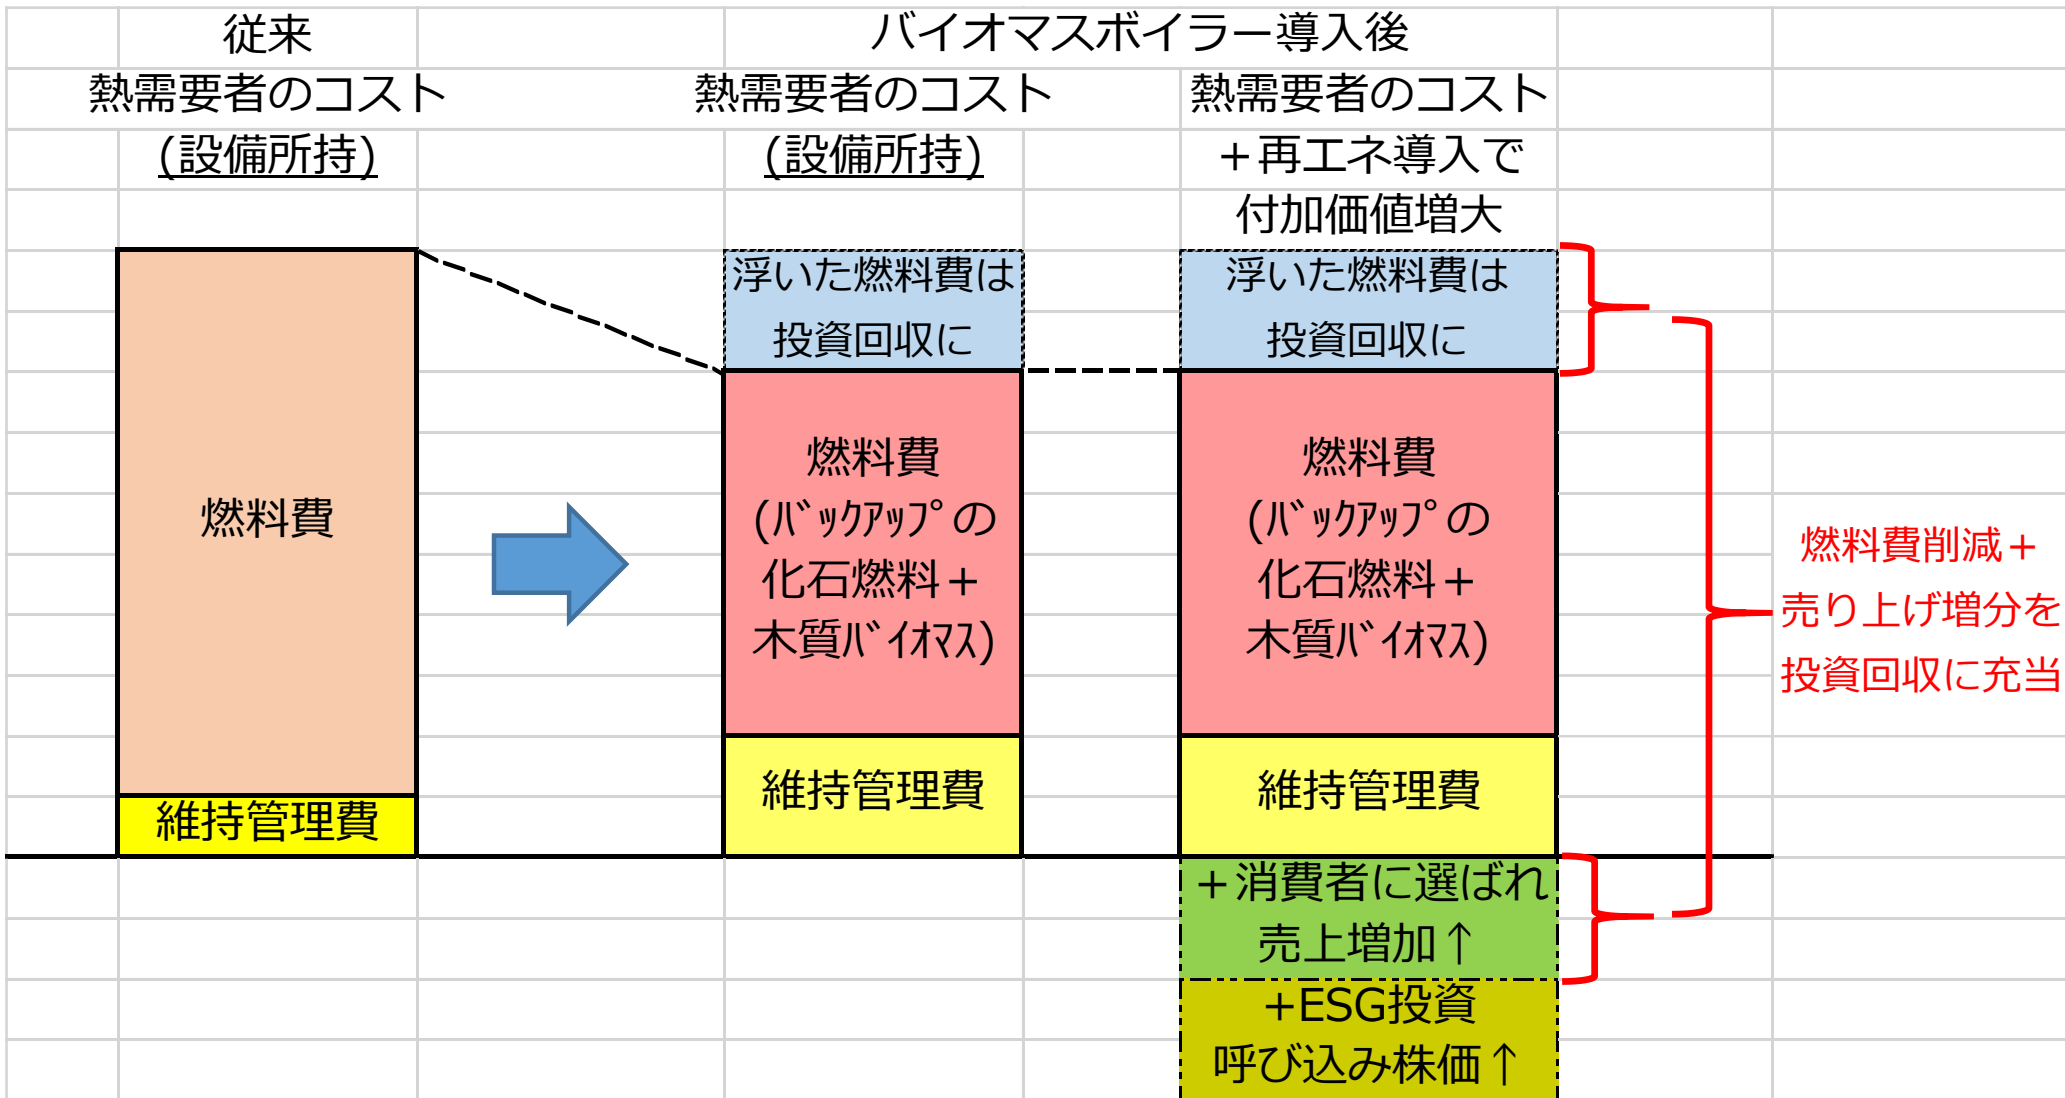 従来
バイオマスボイラー導入後
熱需要者のコスト
(設備所持)
熱需要者のコスト
(設備所持)
熱需要者のコスト
＋再エネ導入で
付加価値増大
燃料費
維持管理費
浮いた燃料費は
投資回収に
燃料費
(ﾊﾞｯｸｱｯﾌﾟの
化石燃料＋
木質ﾊﾞｲｵﾏｽ)
維持管理費
浮いた燃料費は
投資回収に
燃料費
(ﾊﾞｯｸｱｯﾌﾟの
化石燃料＋
木質ﾊﾞｲｵﾏｽ)
維持管理費
＋消費者に選ばれ
売上増加↑
+ESG投資
呼び込み株価↑
燃料費削減＋
売り上げ増分を
投資回収に充当